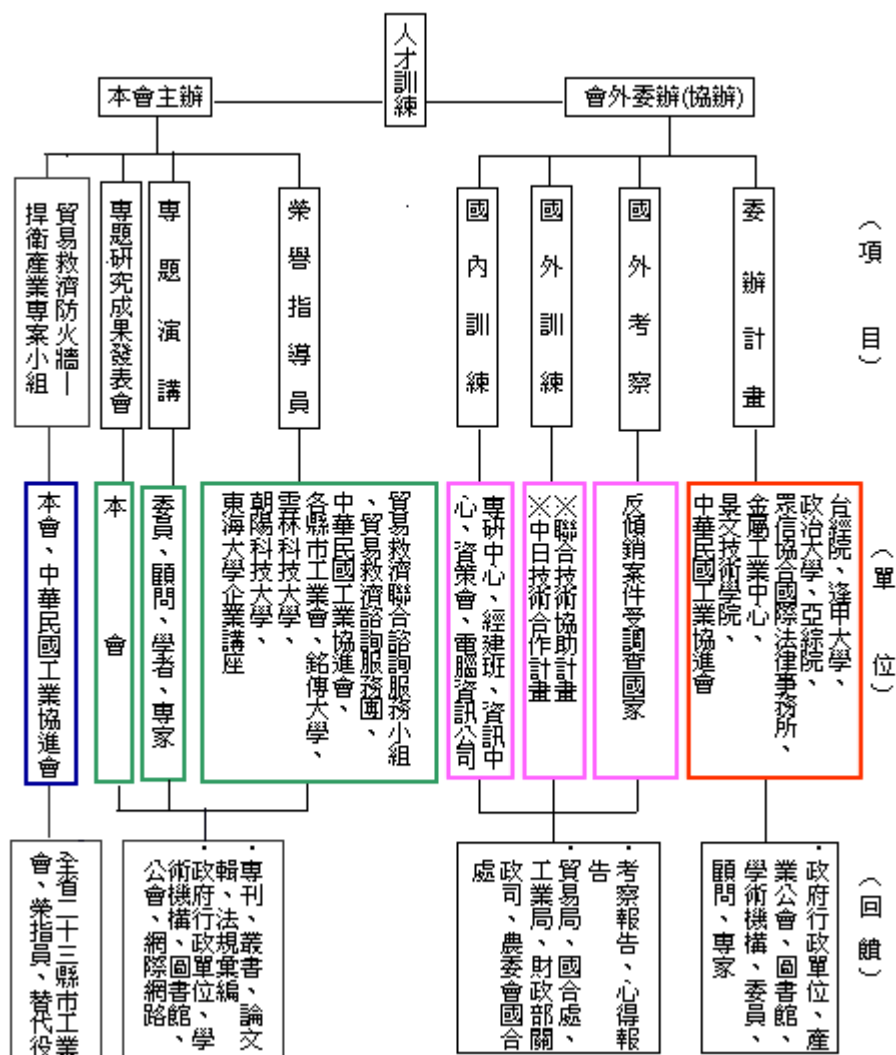 人才訓練
會外委辦(協辦)
本會主辦
（項目）
委辦計畫
國外考察
國外訓練
國內訓練
榮譽指導員
專題演講
專題研究成果發表會
貿易救濟防火牆—
捍衛產業專案小組
（單位）
台經院、逢甲大學、
政治大學、亞綜院、
眾信協合國際法律事務所、
金屬工業中心、
景文技術學院、
中華民國工業協進會
反傾銷案件受調查國家
※聯合技術協助計畫
※中日技術合作計畫
專研中心、經建班、資訊中
心、資策會、電腦資訊公司
貿易救濟聯合諮詢服務小組
、貿易救濟諮詢服務團、
中華民國工業協進會、
各縣市工業會、銘傳大學、
雲林科技大學、
朝陽科技大學、
東海大學企業講座
委員、顧問、學者、專家
本會
本會、中華民國工業協進會
（回饋）
‧政府行政單位、產
業公會、圖書館、
學術機構、委員、
顧問、專家
‧考察報告、心得報
告
‧貿易局、國合處、
工業局、財政部關
政司、農委會國合
處
‧專刊、叢書、論文
輯、法規彙編
‧政府行政單位、學
術機構、圖書館、
公會、網際網路
全省二十三縣市工業
會、榮指員、替代役